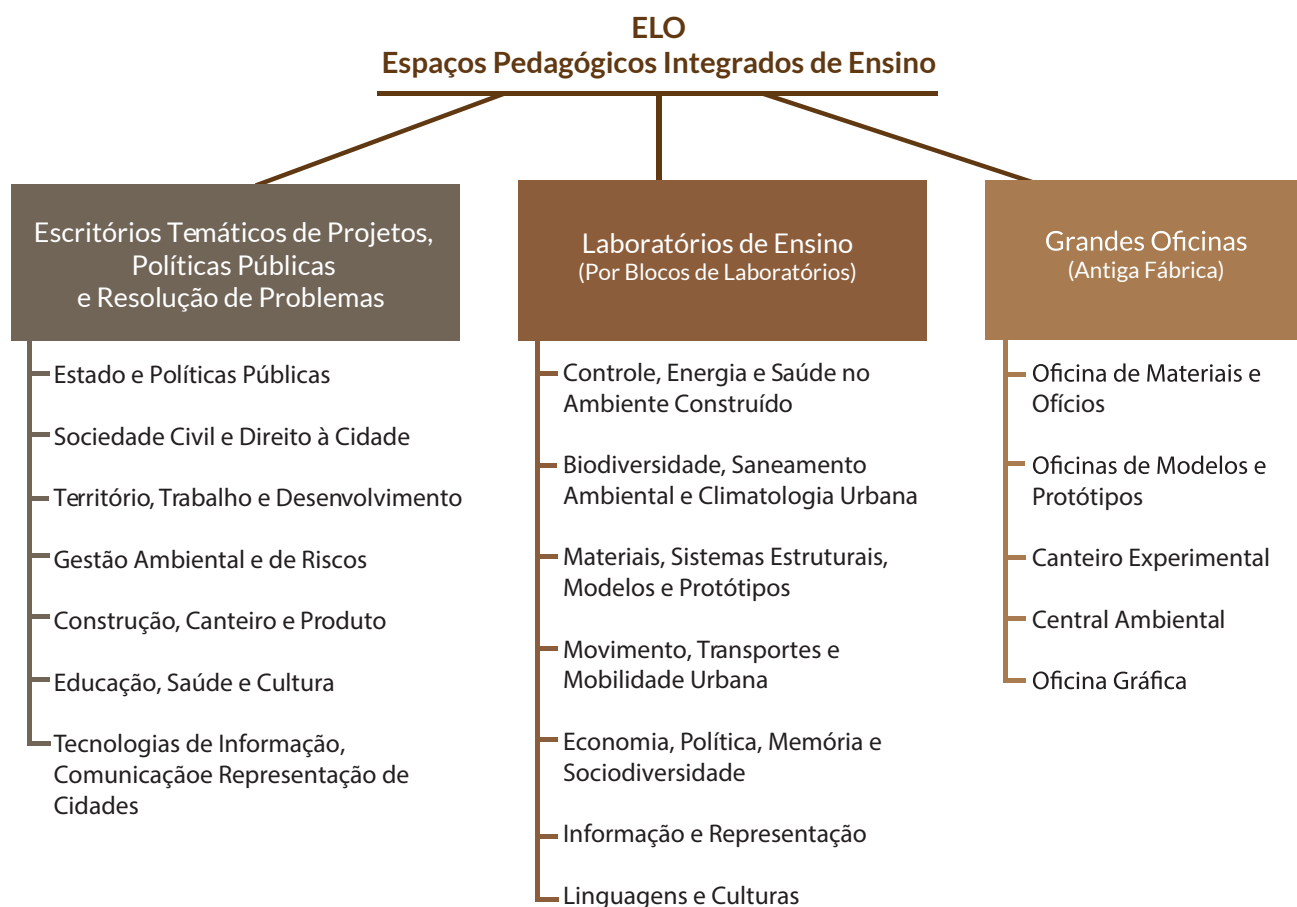 ELO
Espaços Pedagógicos Integrados de Ensino
Escritórios Temáticos de Projetos,
Políticas Públicas
e Resolução de Problemas
Estado e Políticas Públicas
Sociedade Civil e Direito à Cidade
Território, Trabalho e Desenvolvimento
Gestão Ambiental e de Riscos
Construção, Canteiro e Produto
Educação, Saúde e Cultura
Tecnologias de Informação,
Comunicaçãoe Representação de
Cidades
Laboratórios de Ensino
(Por Blocos de Laboratórios)
Controle, Energia e Saúde no
Ambiente Construído
Biodiversidade, Saneamento
Ambiental e Climatologia Urbana
Materiais, Sistemas Estruturais,
Modelos e Protótipos
Movimento, Transportes e
Mobilidade Urbana
Economia, Política, Memória e
Sociodiversidade
Informação e Representação
Linguagens e Culturas
Grandes Oficinas
(Antiga Fábrica)
Oficina de Materiais e
Ofícios
Oficinas de Modelos e
Protótipos
Canteiro Experimental
Central Ambiental
Oficina Gráfica